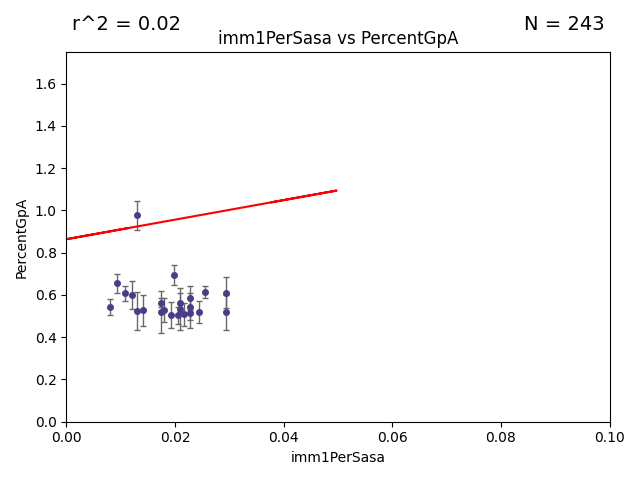 r^2 = 0.02
N = 243
imm1PerSasa vs PercentGpA
PercentGpA
1.6
1.4
1.2
1.0
0.8
0.6
0.4
0.2
0.0
0.00 0.02 0.04 0.06 0.08 0.10
imm1PerSasa